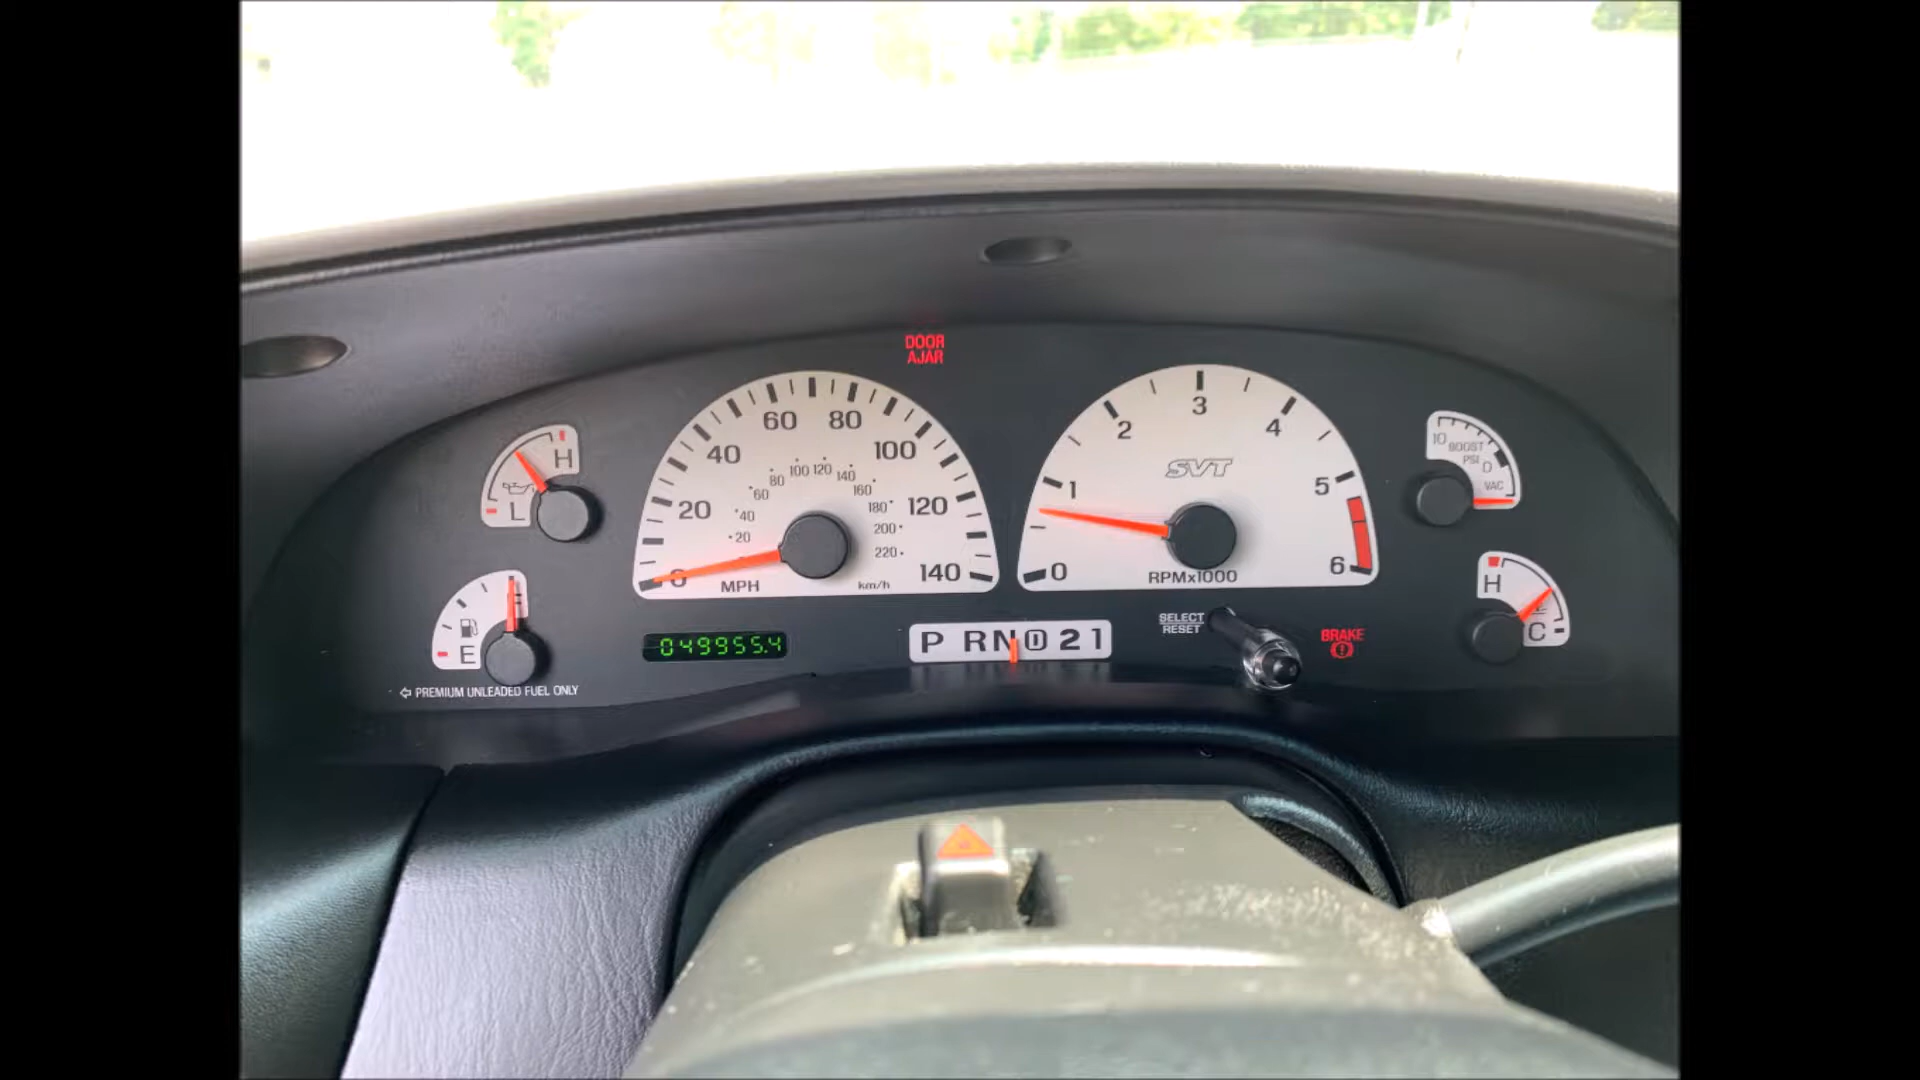 DOOR
AJAR
H
L
E
F
⇦ PREMIUM UNLEADED FUEL ONLY
0 20 40 60 80 100 120 140
20 40 60 80 100 120 140 160 180 200 220
MPH
km/h
049955.4
P R N D 2 1
0 1 2 3 4 5 6
SVT
RPMx1000
SELECT
RESET
BRAKE
10
BOOST
PSI
0
VAC
H
C